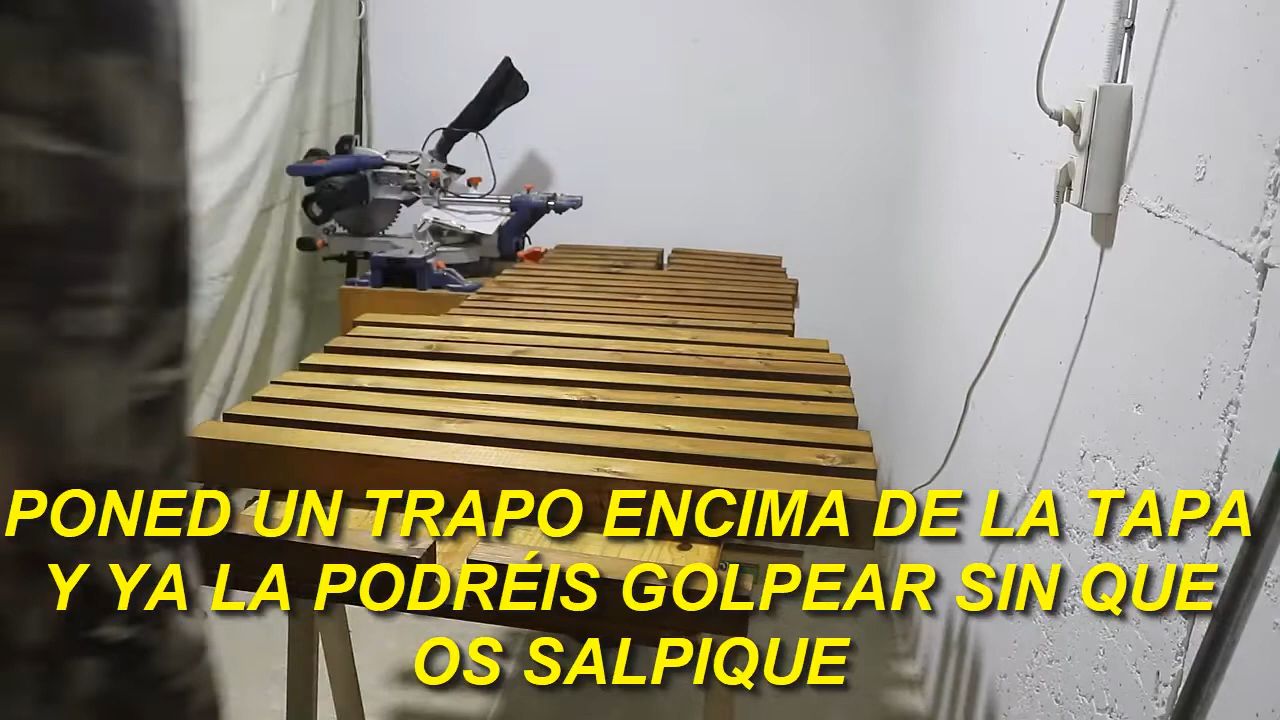 PONED UN TRAPO ENCIMA DE LA TAPA
Y YA LA PODRÉIS GOLPEAR SIN QUE
OS SALPIQUE